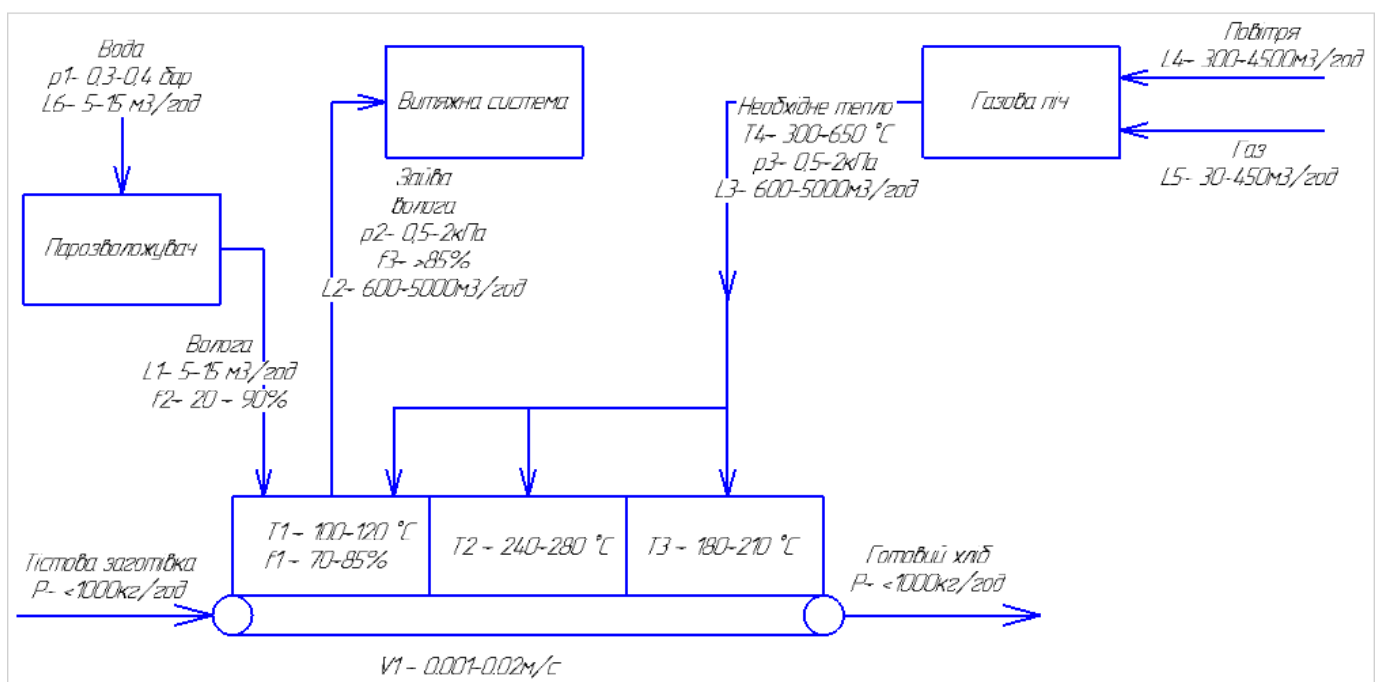 Вода
p1- 0,3-0,4 бар
L6- 5-15 м3/год
Парозволожувач
Волога
L1- 5-15 м3/год
f2- 20 - 90%
Витяжна система
Зайва
волога
p2- 0,5-2кПа
f3- >85%
L2- 600-5000м3/год
Необхідне тепло
T4- 300-650 °C
p3- 0,5-2кПа
L3- 600-5000м3/год
Газова піч
Повітря
L4- 300-4500м3/год
Газ
L5- 30-450м3/год
Тістова заготівка
P- <1000кг/год
T1 - 100-120 °C
f1 - 70-85%
T2 - 240-280 °C
T3 - 180-210 °C
Готовий хліб
P- <1000кг/год
V1 - 0.001-0.02м/с